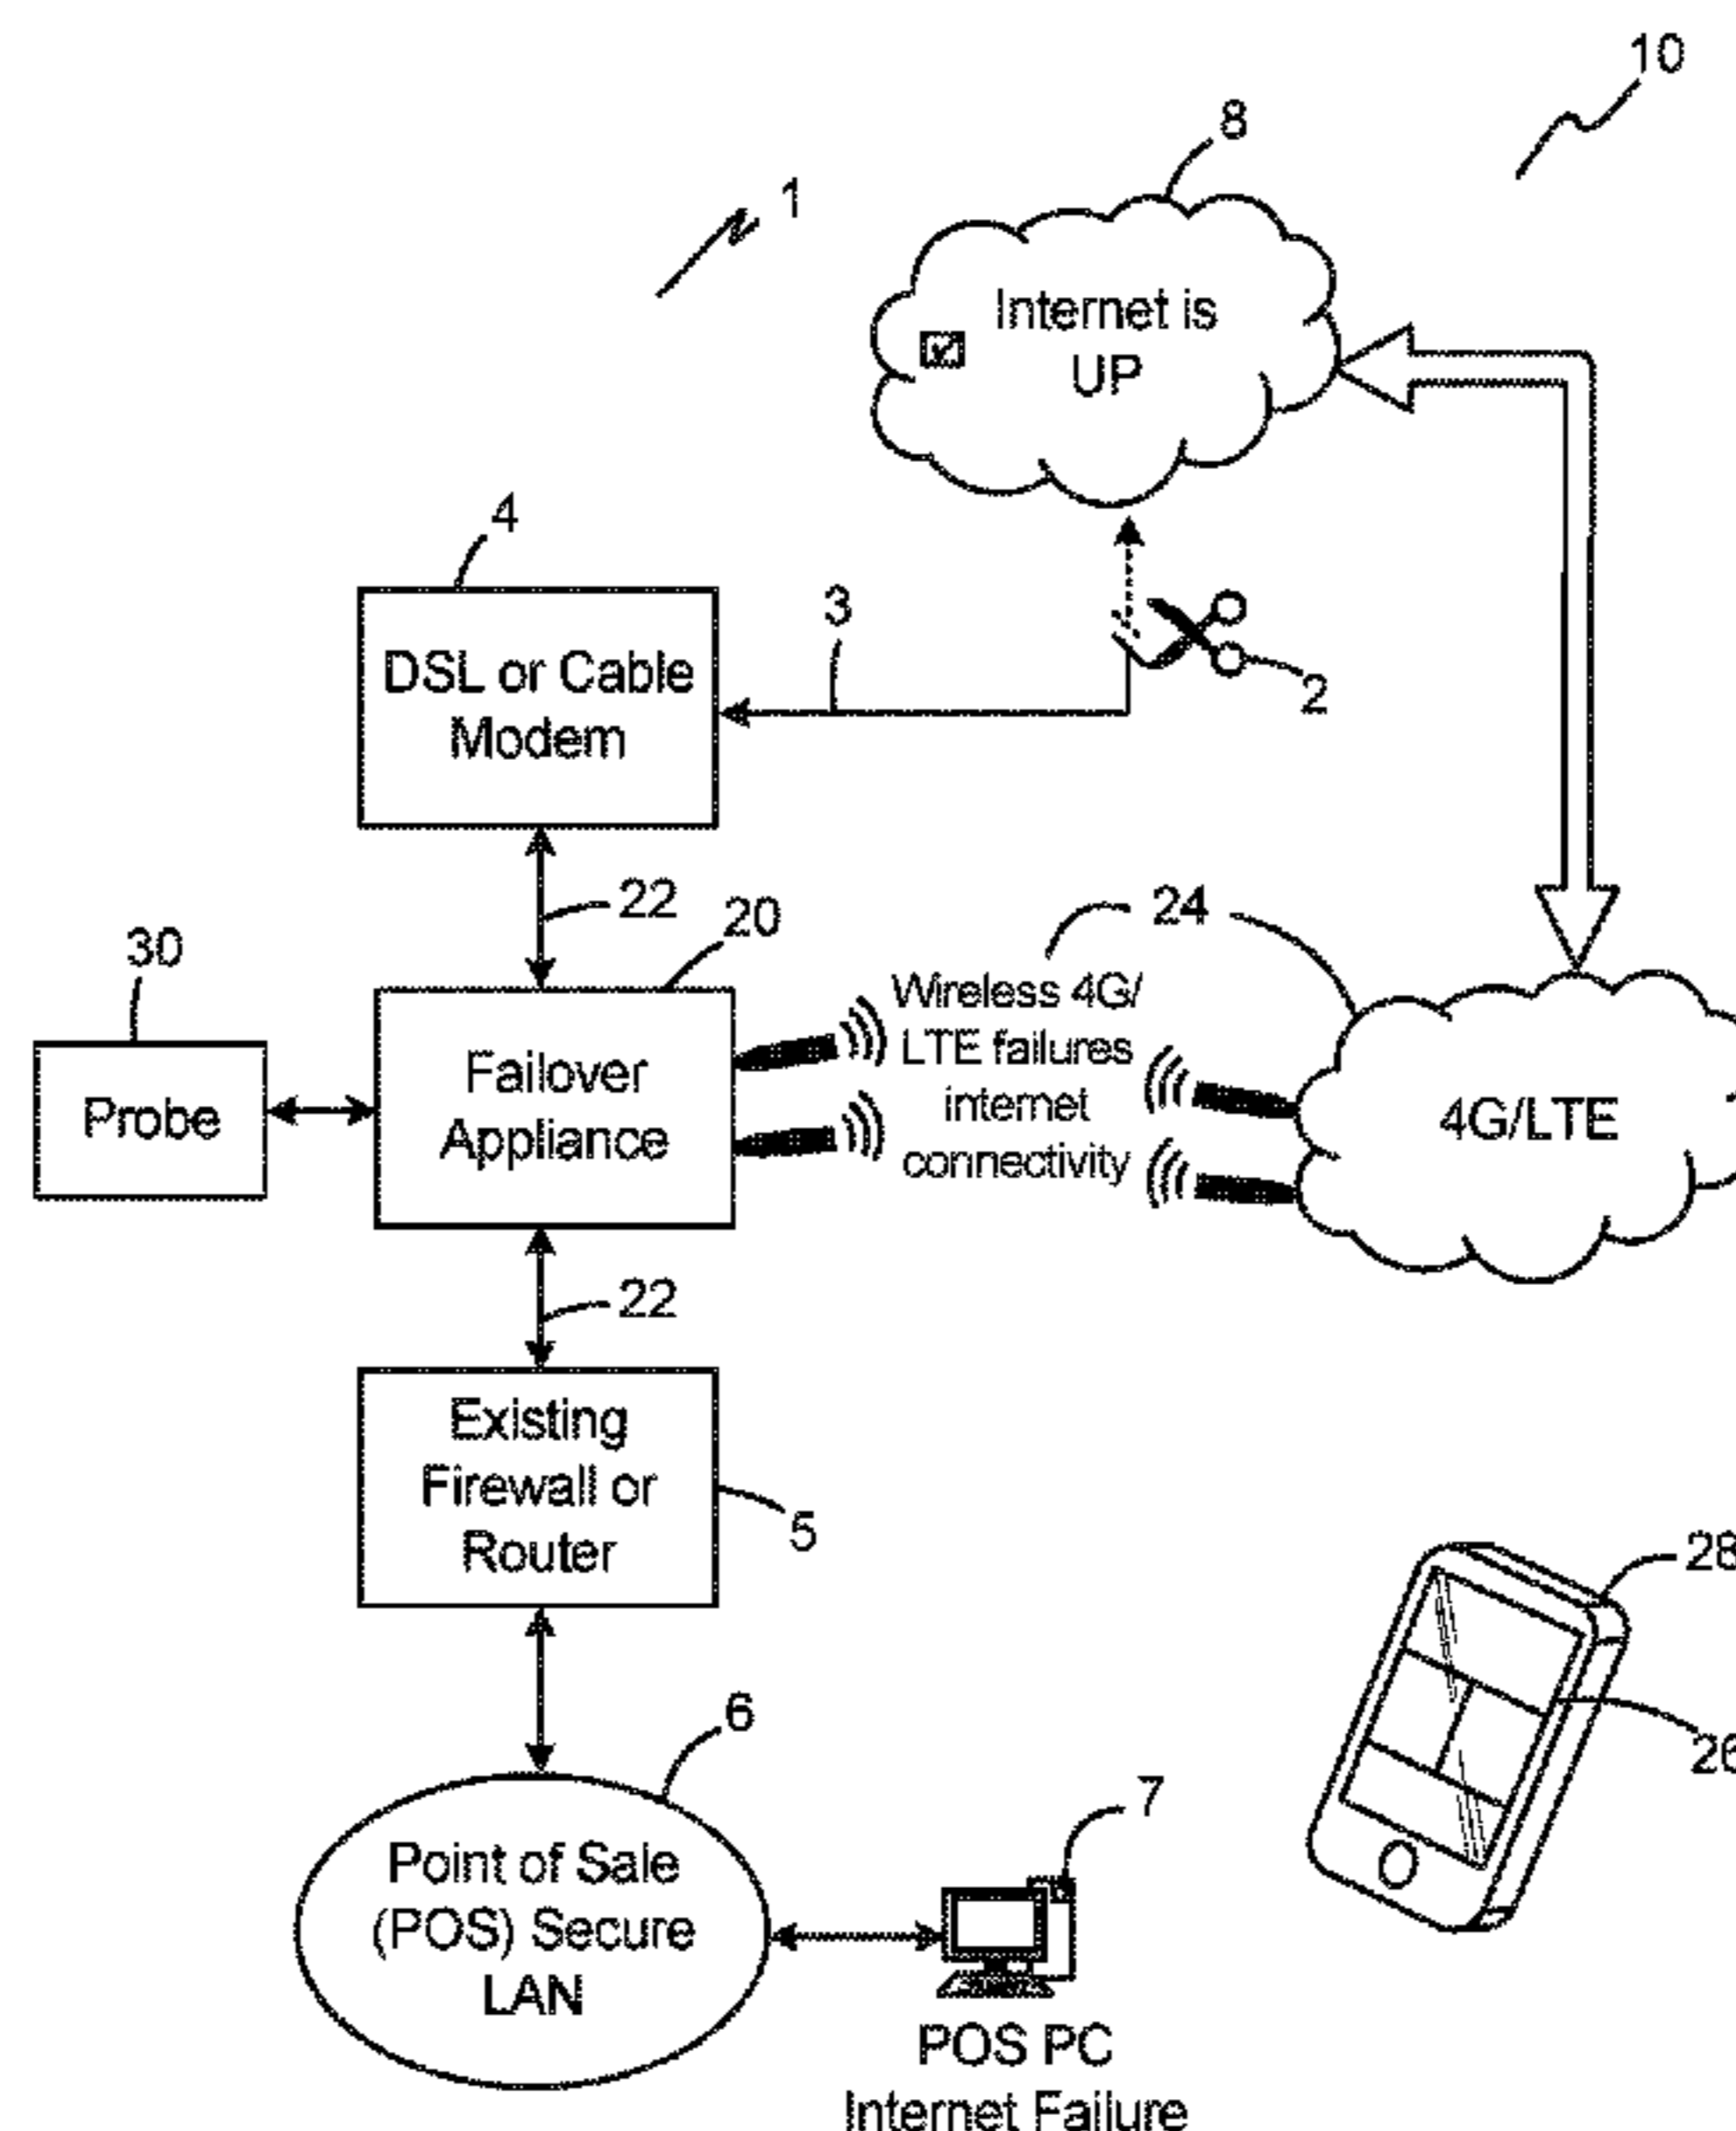 10
8
1
Internet is
UP
4
3
DSL or Cable
Modem
2
22
20
24
30
Wireless 4G/
LTE failures
internet
connectivity
Failover
Appliance
Probe
4G/LTE
22
Existing
Firewall or
Router
5
28
6
26
7
Point of Sale
(POS) Secure
LAN
POS PC
Internet Failure